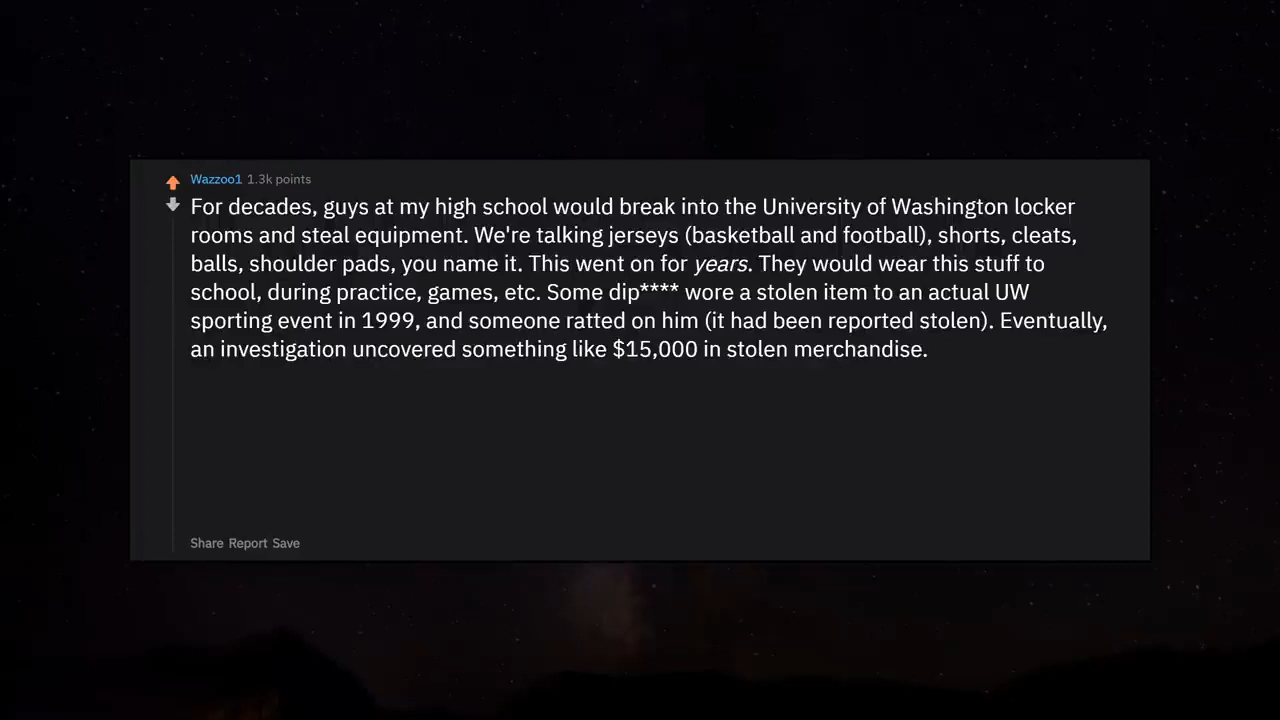 Wazzoo1 1.3k points
For decades, guys at my high school would break into the University of Washington locker
rooms and steal equipment. We're talking jerseys (basketball and football), shorts, cleats,
balls, shoulder pads, you name it. This went on for years. They would wear this stuff to
school, during practice, games, etc. Some dip**** wore a stolen item to an actual UW
sporting event in 1999, and someone ratted on him (it had been reported stolen). Eventually,
an investigation uncovered something like $15,000 in stolen merchandise.
Share Report Save